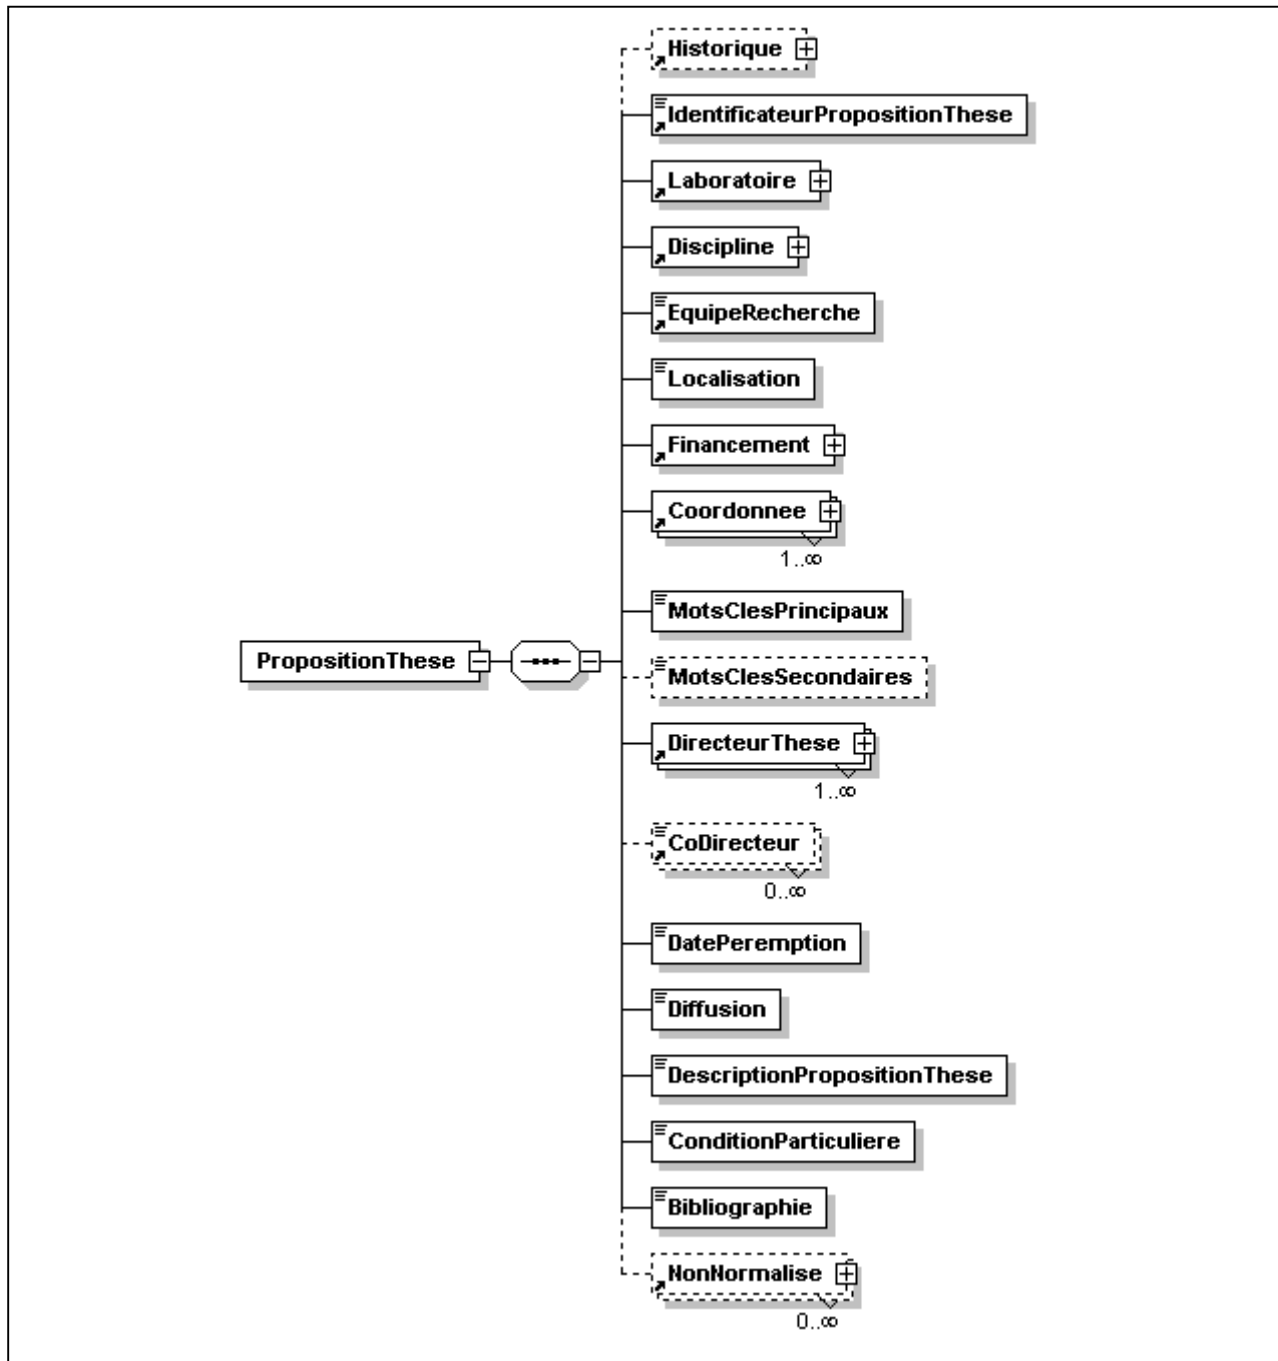 Historique
IdentificateurPropositionThese
Laboratoire
Discipline
EquipeRecherche
Localisation
Financement
Coordonnee
1..∞
MotsClesPrincipaux
PropositionThese
MotsClesSecondaires
DirecteurThese
1..∞
CoDirecteur
0..∞
DatePeremption
Diffusion
DescriptionPropositionThese
ConditionParticuliere
Bibliographie
NonNormalise
0..∞